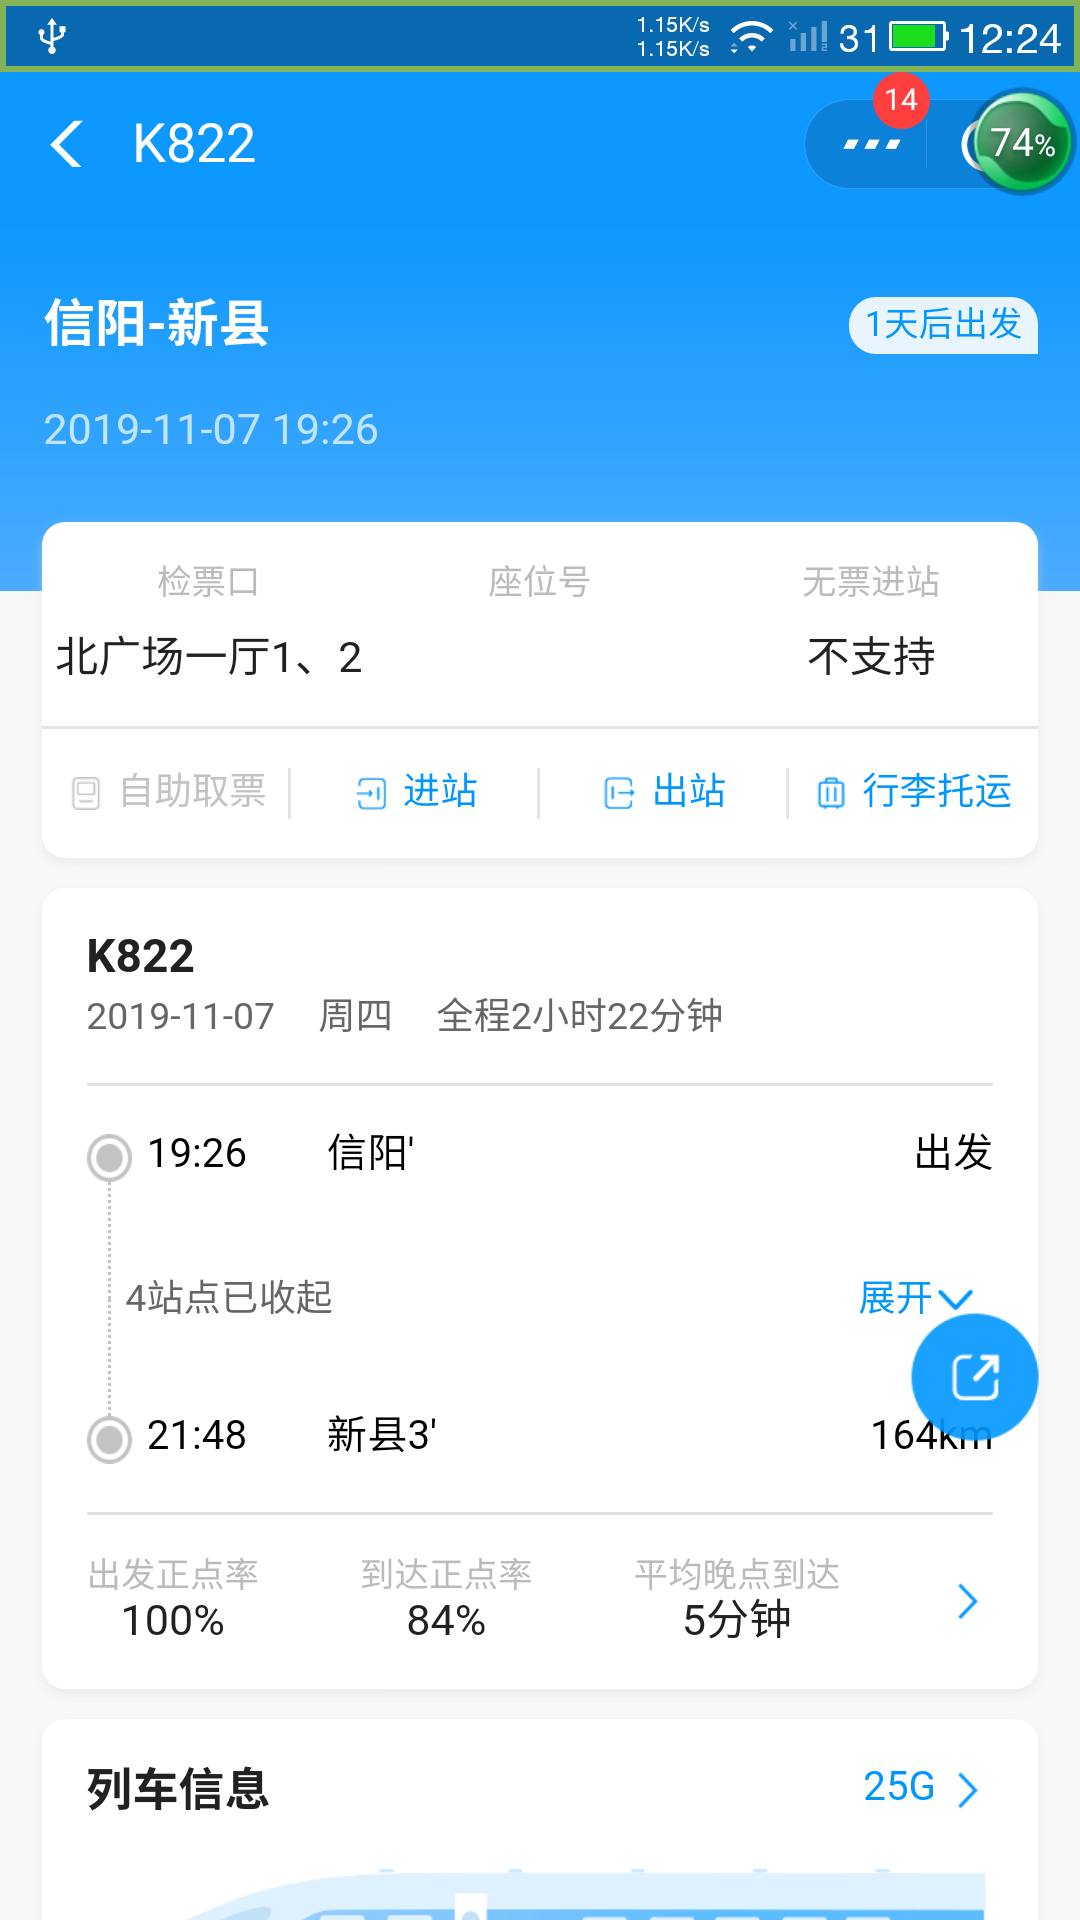 1.15K/s
1.15K/s
31
12:24
K822
14
74%
信阳-新县
1天后出发
2019-11-07 19:26
检票口 座位号 无票进站
北广场一厅1、2 不支持
自助取票 进站 出站 行李托运
K822
2019-11-07 周四 全程2小时22分钟
19:26 信阳' 出发
4站点已收起 展开
21:48 新县3' 164km
出发正点率 到达正点率 平均晚点到达
100% 84% 5分钟
列车信息 25G